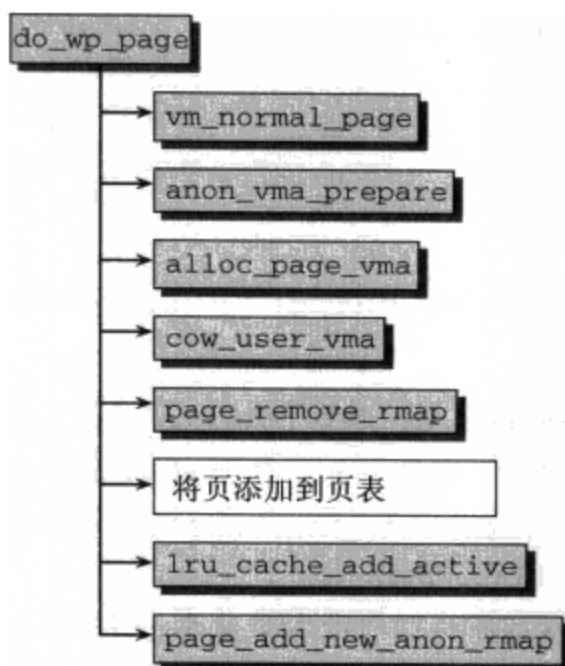 do_wp_page
vm_normal_page
anon_vma_prepare
alloc_page_vma
cow_user_vma
page_remove_rmap
将页添加到页表
lru_cache_add_active
page_add_new_anon_rmap